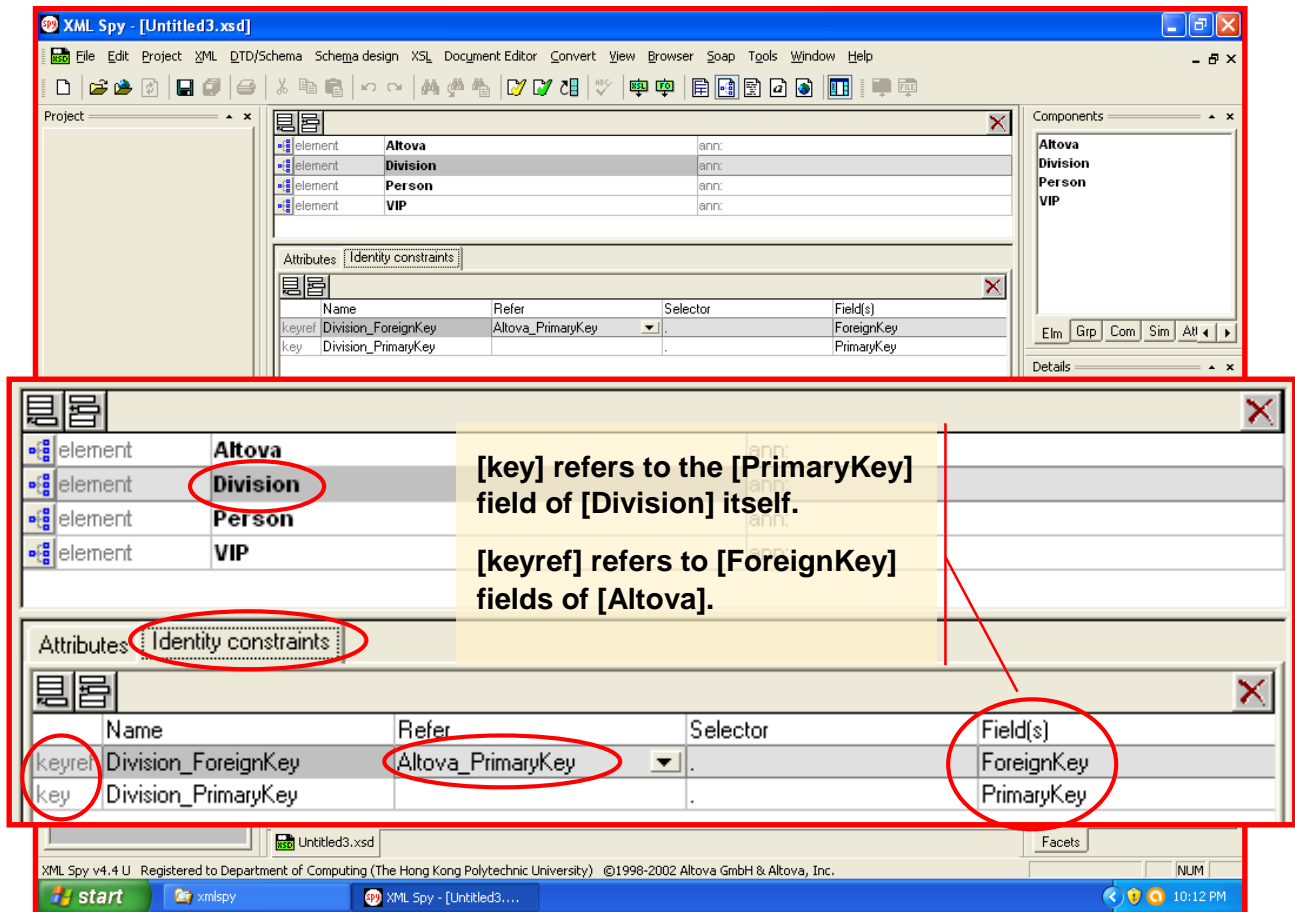 XML Spy - [Untitled3.xsd]
File Edit Project XML DTD/Schema Schema design XSL Document Editor Convert View Browser Soap Tools Window Help
Project
Components
element Altova ann:
element Division ann:
element Person ann:
element VIP ann:
Altova
Division
Person
VIP
Attributes Identity constraints
Name Refer Selector Field(s)
keyref Division_ForeignKey Altova_PrimaryKey . ForeignKey
key Division_PrimaryKey . PrimaryKey
Elm Grp Com Sim Att
Details
element Altova ann:
element Division ann:
element Person ann:
element VIP ann:
[key] refers to the [PrimaryKey]
field of [Division] itself.
[keyref] refers to [ForeignKey]
fields of [Altova].
Attributes Identity constraints
Name Refer Selector Field(s)
keyref Division_ForeignKey Altova_PrimaryKey . ForeignKey
key Division_PrimaryKey . PrimaryKey
Untitled3.xsd
Facets
XML Spy v4.4 U Registered to Department of Computing (The Hong Kong Polytechnic University) ©1998-2002 Altova GmbH & Altova, Inc. NUM
start xmlspy XML Spy - [Untitled3.... 10:12 PM